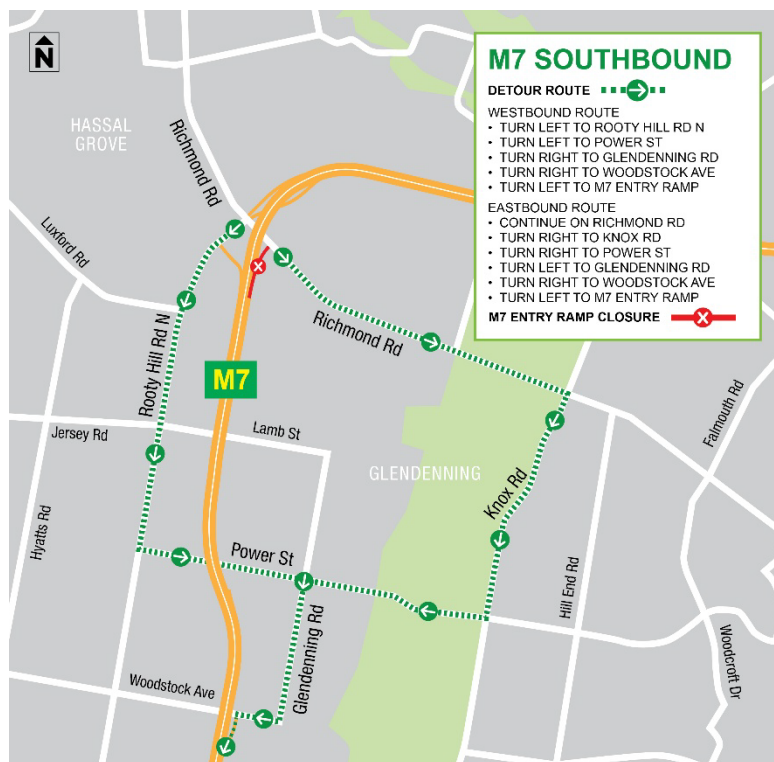 N
M7 SOUTHBOUND
DETOUR ROUTE
WESTBOUND ROUTE
• TURN LEFT TO ROOTY HILL RD N
• TURN LEFT TO POWER ST
• TURN RIGHT TO GLENDENNING RD
• TURN RIGHT TO WOODSTOCK AVE
• TURN LEFT TO M7 ENTRY RAMP
EASTBOUND ROUTE
• CONTINUE ON RICHMOND RD
• TURN RIGHT TO KNOX RD
• TURN RIGHT TO POWER ST
• TURN LEFT TO GLENDENNING RD
• TURN RIGHT TO WOODSTOCK AVE
• TURN LEFT TO M7 ENTRY RAMP
M7 ENTRY RAMP CLOSURE
HASSAL
GROVE
Richmond Rd
Luxford Rd
Rooty Hill Rd N
Richmond Rd
M7
Falmouth Rd
Jersey Rd
Lamb St
GLENDENNING
Knox Rd
Hyatts Rd
Power St
Hill End Rd
Glendenning Rd
Woodstock Ave
Woodcroft Dr